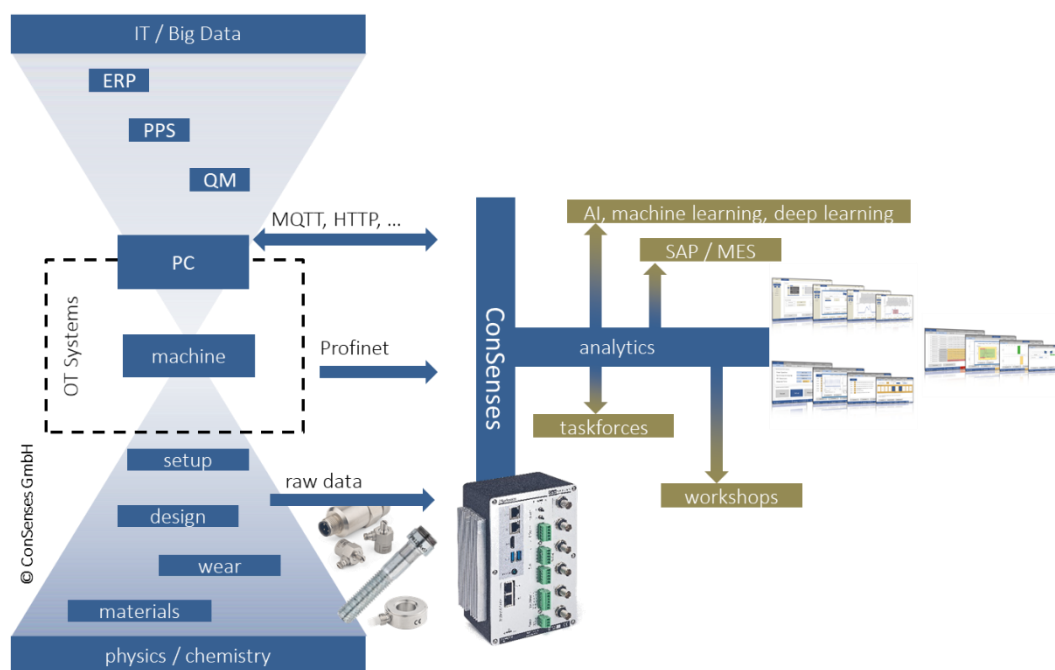 IT / Big Data
ERP
PPS
QM
MQTT, HTTP, ...
PC
OT Systems
machine
Profinet
setup
raw data
design
wear
materials
physics / chemistry
© ConSenses GmbH
ConSenses
AI, machine learning, deep learning
SAP / MES
analytics
taskforces
workshops